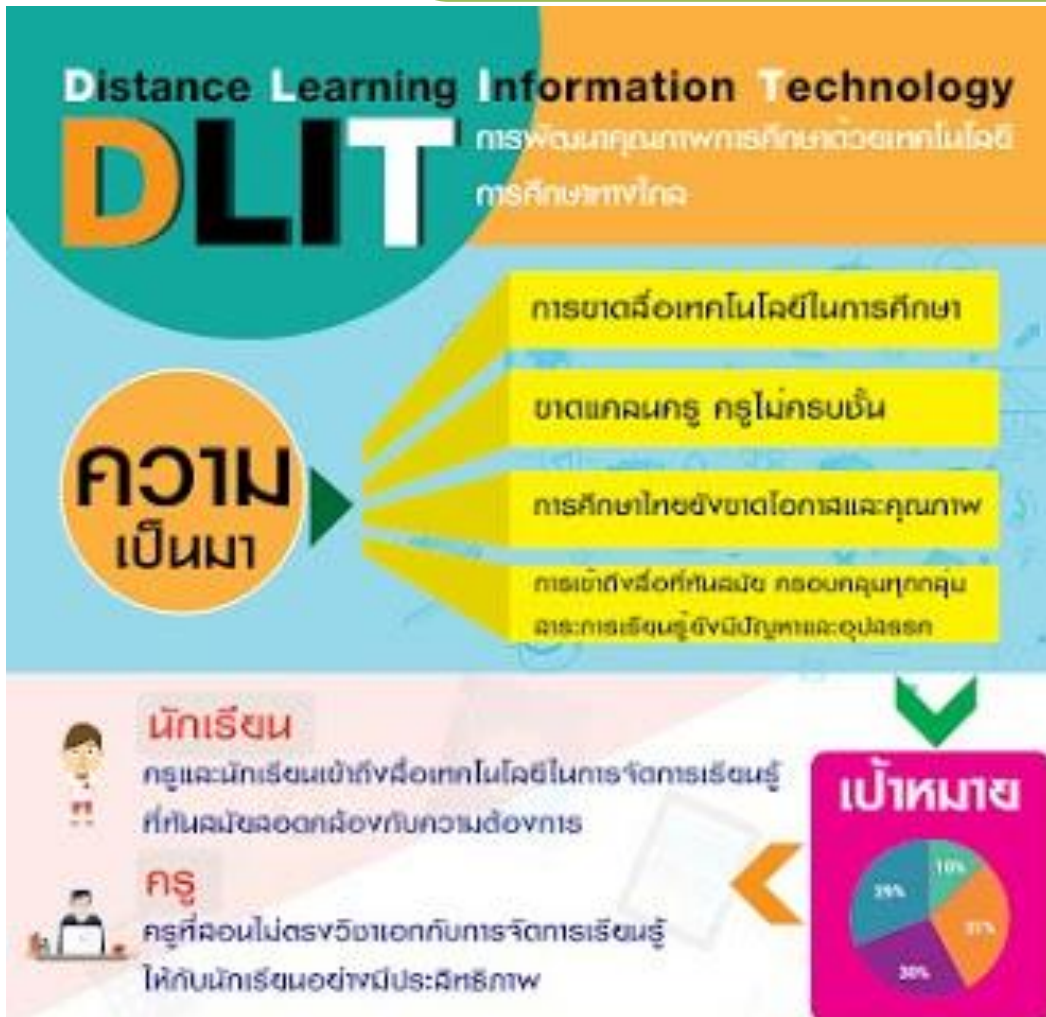 Distance Learning Information Technology
DLIT
การพัฒนาคุณภาพการศึกษาด้วยเทคโนโลยี
การศึกษาทางไกล
ความ
เป็นมา
การขาดสื่อเทคโนโลยีในการศึกษา
ขาดแคลนครู ครูไม่ครบชั้น
การศึกษาไทยยังขาดโอกาสและคุณภาพ
การเข้าถึงสื่อที่ทันสมัย ครอบคลุมทุกกลุ่ม
สาระการเรียนรู้ยังมีปัญหาและอุปสรรค
นักเรียน
ครูและนักเรียนเข้าถึงสื่อเทคโนโลยีในการจัดการเรียนรู้
ที่ทันสมัยสอดคล้องกับความต้องการ
ครู
ครูที่สอนไม่ตรงวิชาเอกกับการจัดการเรียนรู้
ให้กับนักเรียนอย่างมีประสิทธิภาพ
เป้าหมาย
30%